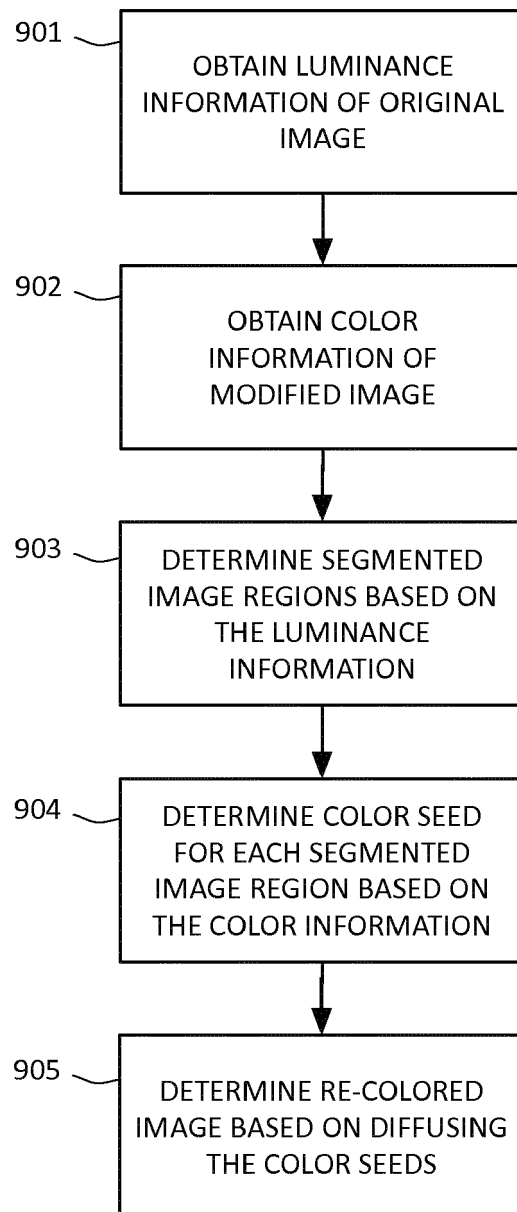 901
OBTAIN LUMINANCE
INFORMATION OF ORIGINAL
IMAGE
902
OBTAIN COLOR
INFORMATION OF
MODIFIED IMAGE
903
DETERMINE SEGMENTED
IMAGE REGIONS BASED ON
THE LUMINANCE
INFORMATION
904
DETERMINE COLOR SEED
FOR EACH SEGMENTED
IMAGE REGION BASED ON
THE COLOR INFORMATION
905
DETERMINE RE-COLORED
IMAGE BASED ON DIFFUSING
THE COLOR SEEDS